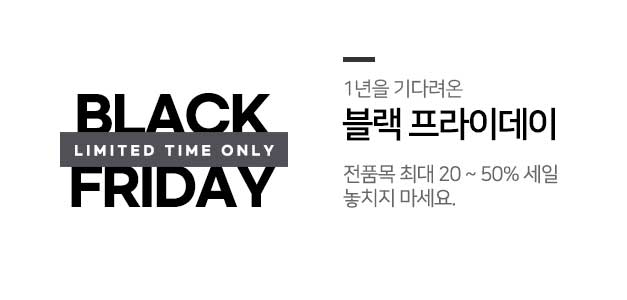 BLACK
LIMITED TIME ONLY
FRIDAY
1년을 기다려온
블랙 프라이데이
전품목 최대 20 ~ 50% 세일
놓치지 마세요.